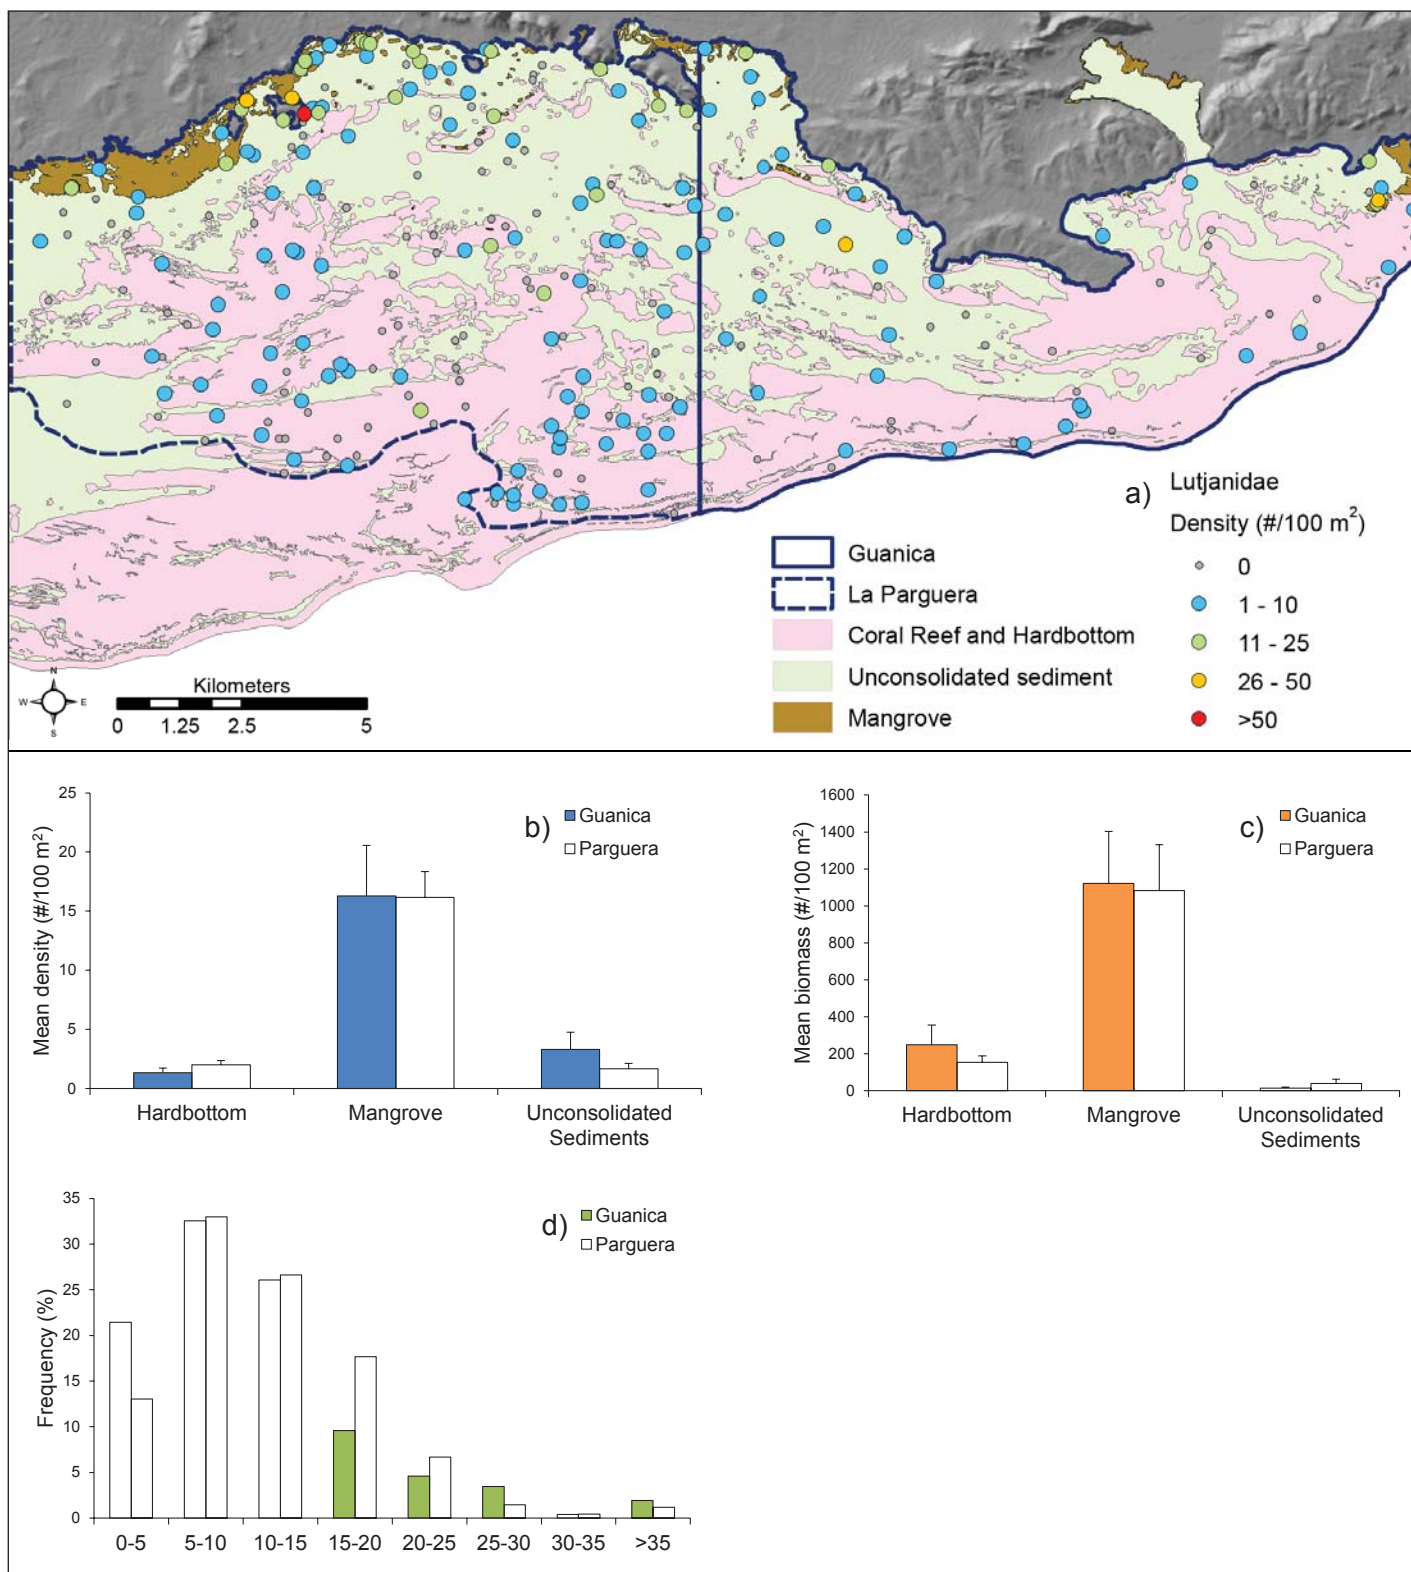 a)
Lutjanidae
Density (#/100 m²)
0
1 - 10
11 - 25
26 - 50
>50
Guanica
La Parguera
Coral Reef and Hardbottom
Unconsolidated sediment
Mangrove
N
W E
S
Kilometers
0 1.25 2.5 5
b)
Guanica
Parguera
Mean density (#/100 m²)
25
20
15
10
5
0
Hardbottom Mangrove Unconsolidated
Sediments
c)
Guanica
Parguera
Mean biomass (#/100 m²)
1600
1400
1200
1000
800
600
400
200
0
Hardbottom Mangrove Unconsolidated
Sediments
d)
Guanica
Parguera
Frequency (%)
35
30
25
20
15
10
5
0
0-5 5-10 10-15 15-20 20-25 25-30 30-35 >35